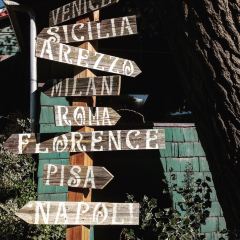 VENICE
SICILIA
AREZZO
MILAN
ROMA
FLORENCE
PISA
NAPOLI